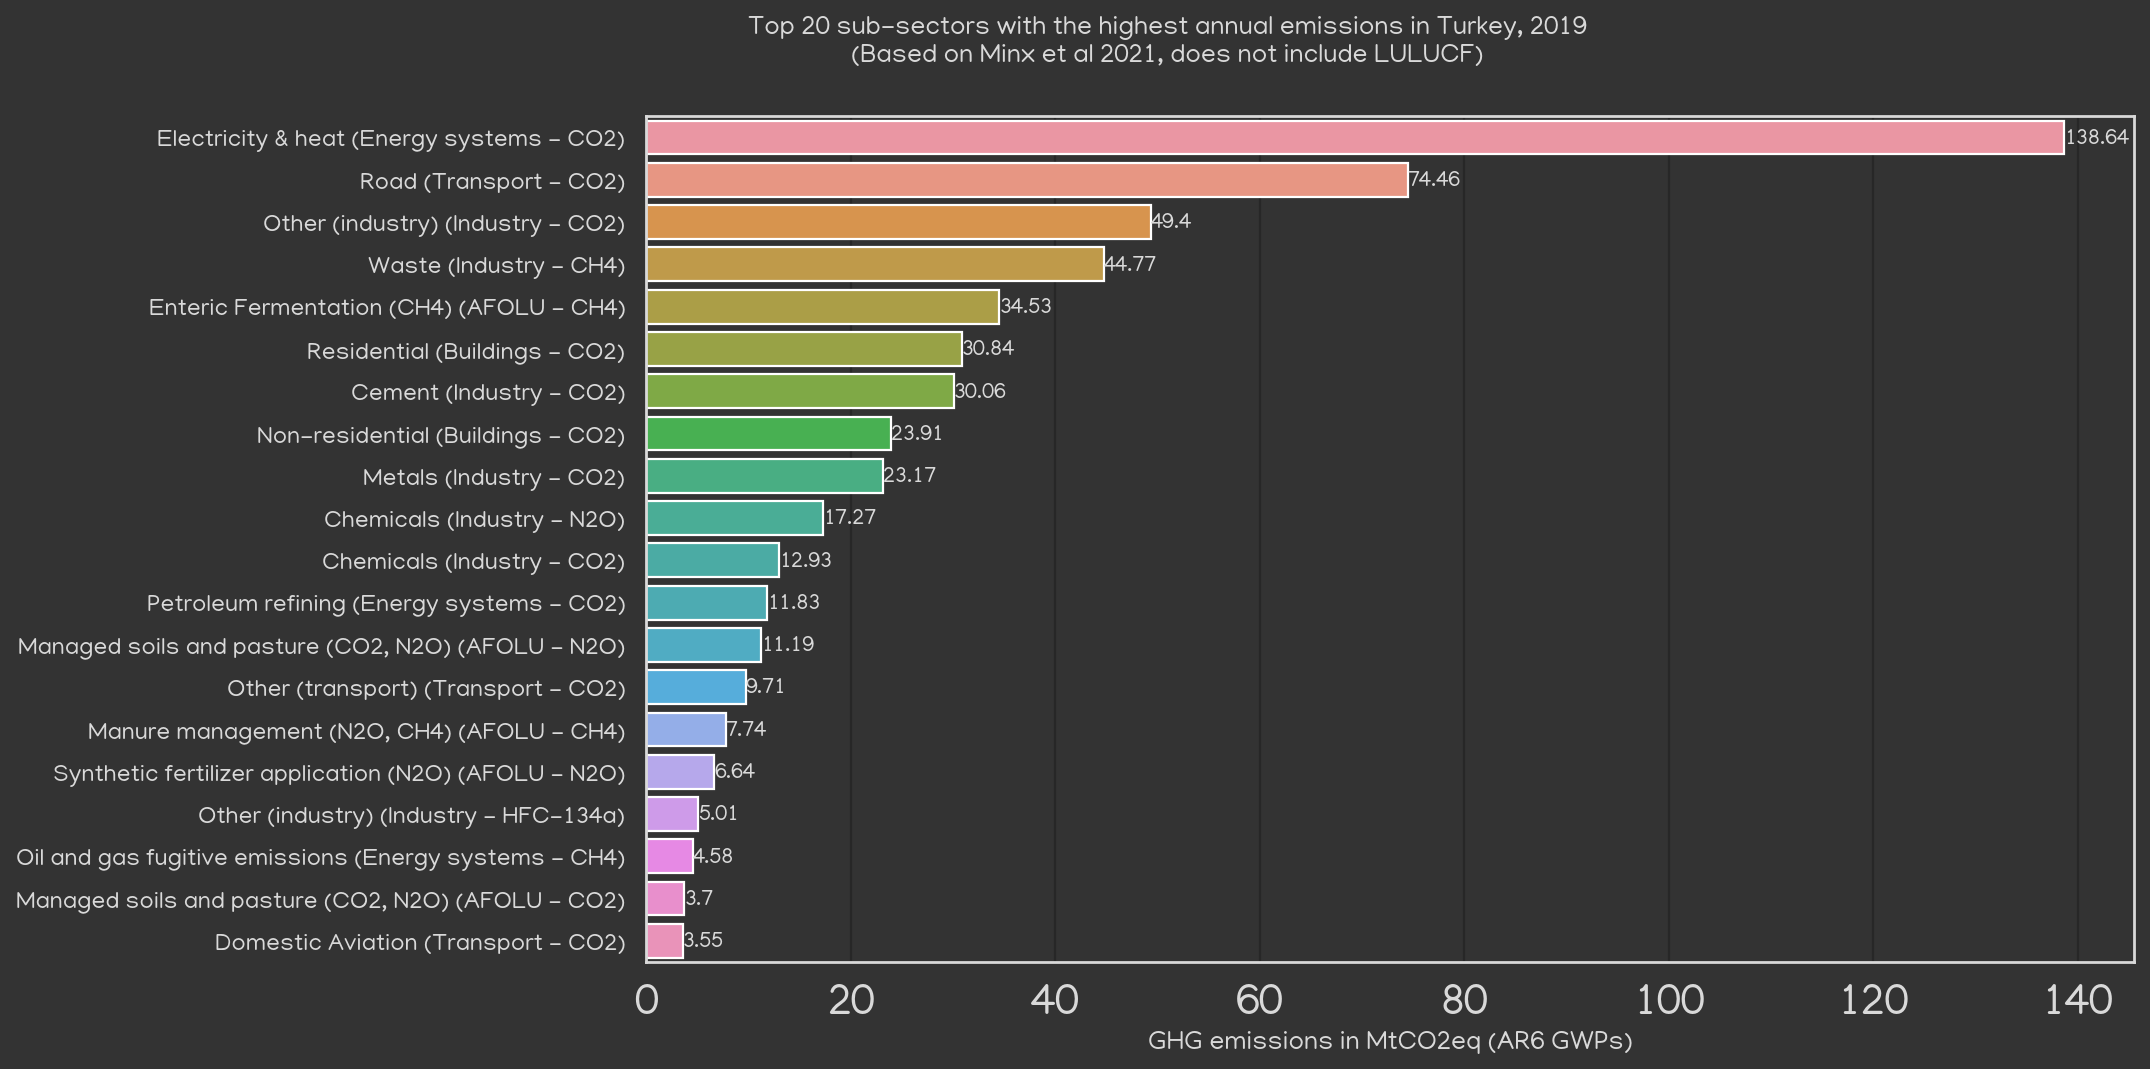 Top 20 sub-sectors with the highest annual emissions in Turkey, 2019
(Based on Minx et al 2021, does not include LULUCF)
Electricity & heat (Energy systems - CO2) 138.64
Road (Transport - CO2) 74.46
Other (industry) (Industry - CO2) 49.4
Waste (Industry - CH4) 44.77
Enteric Fermentation (CH4) (AFOLU - CH4) 34.53
Residential (Buildings - CO2) 30.84
Cement (Industry - CO2) 30.06
Non-residential (Buildings - CO2) 23.91
Metals (Industry - CO2) 23.17
Chemicals (Industry - N2O) 17.27
Chemicals (Industry - CO2) 12.93
Petroleum refining (Energy systems - CO2) 11.83
Managed soils and pasture (CO2, N2O) (AFOLU - N2O) 11.19
Other (transport) (Transport - CO2) 9.71
Manure management (N2O, CH4) (AFOLU - CH4) 7.74
Synthetic fertilizer application (N2O) (AFOLU - N2O) 6.64
Other (industry) (Industry - HFC-134a) 5.01
Oil and gas fugitive emissions (Energy systems - CH4) 4.58
Managed soils and pasture (CO2, N2O) (AFOLU - CO2) 3.7
Domestic Aviation (Transport - CO2) 3.55
0 20 40 60 80 100 120 140
GHG emissions in MtCO2eq (AR6 GWPs)